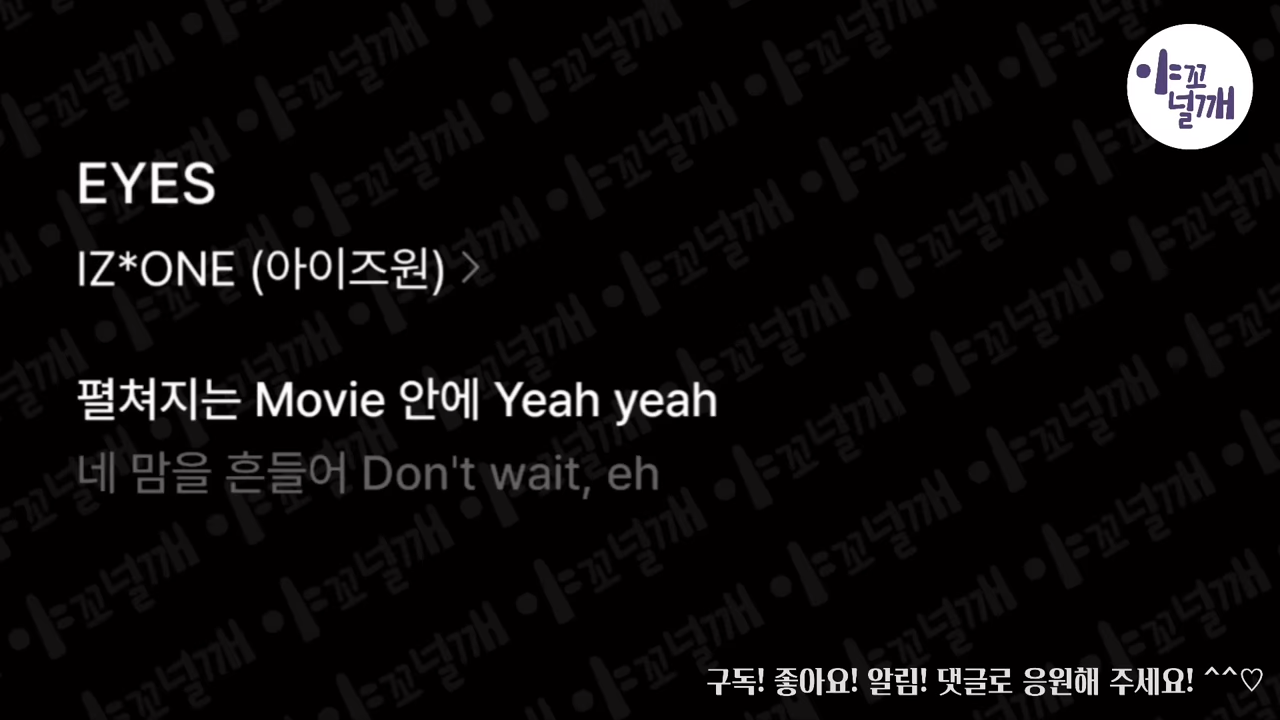 야꼬
널깨
EYES
IZ*ONE (아이즈원) >
펼쳐지는 Movie 안에 Yeah yeah
네 맘을 흔들어 Don't wait, eh
구독! 좋아요! 알림! 댓글로 응원해 주세요! ^^♡